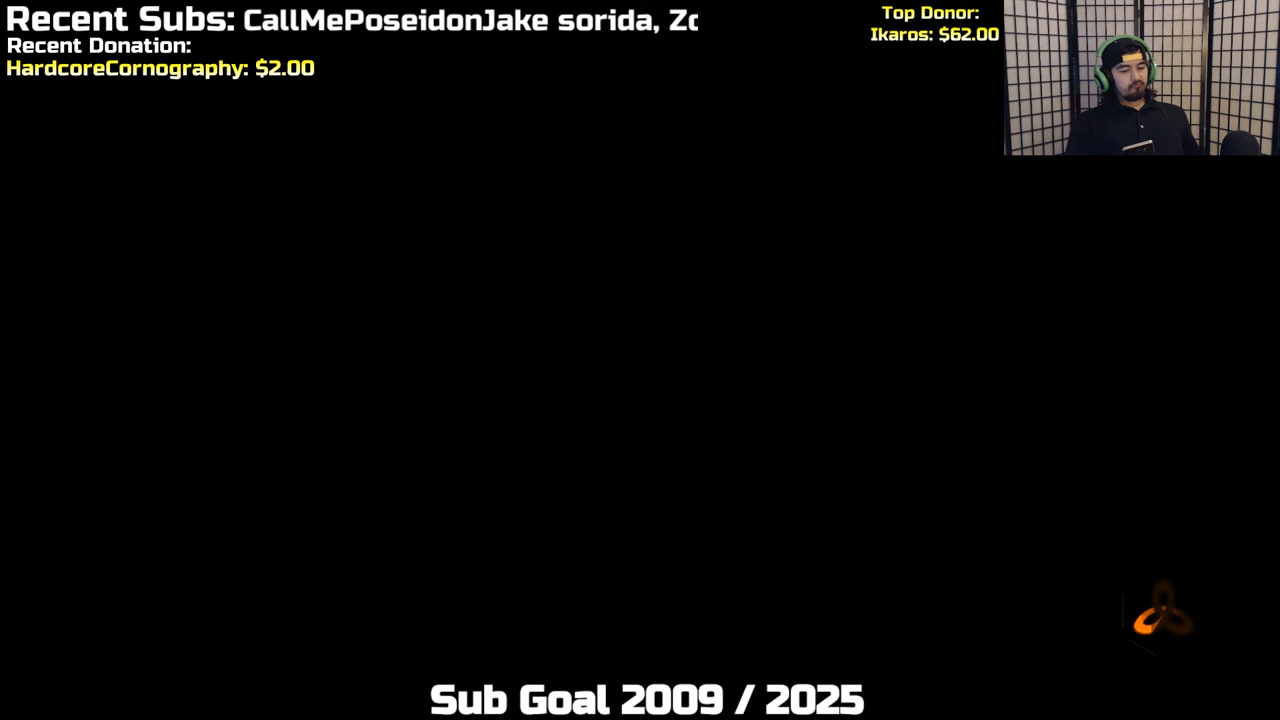 Recent Subs: CallMePoseidonJake sorida,
Recent Donation:
HardcoreCornography: $2.00
Top Donor:
Ikaros: $62.00
Sub Goal 2009 / 2025